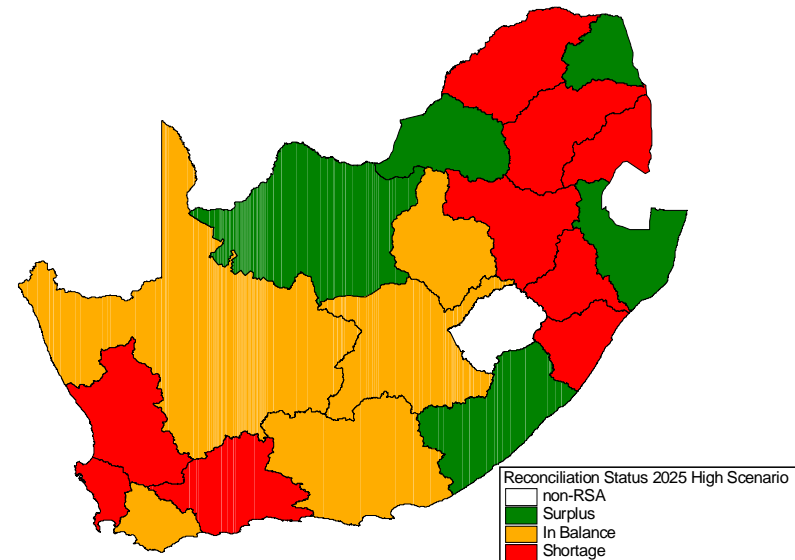 Reconciliation Status 2025 High Scenario
non-RSA
Surplus
In Balance
Shortage